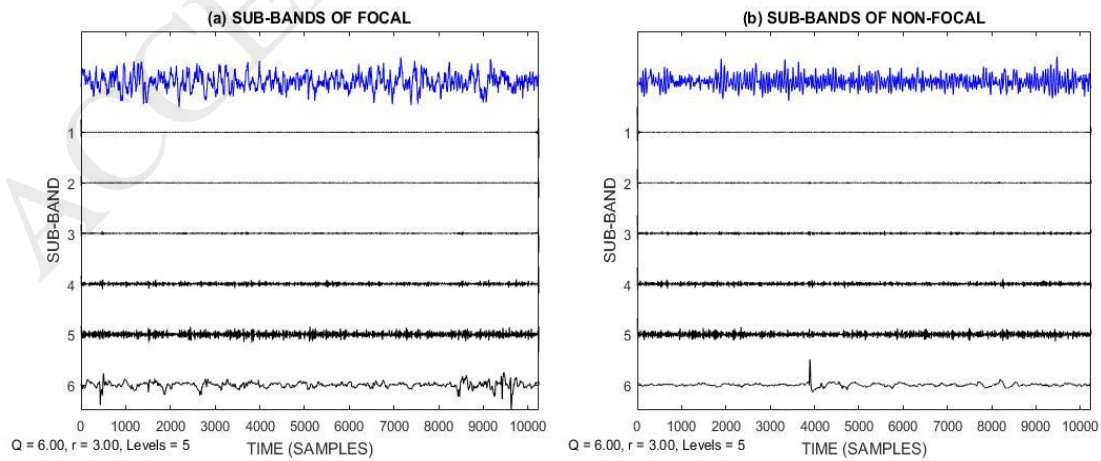 (a) SUB-BANDS OF FOCAL
SUB-BAND
1
2
3
4
5
6
0 1000 2000 3000 4000 5000 6000 7000 8000 9000 10000
Q = 6.00, r = 3.00, Levels = 5
TIME (SAMPLES)
(b) SUB-BANDS OF NON-FOCAL
SUB-BAND
1
2
3
4
5
6
0 1000 2000 3000 4000 5000 6000 7000 8000 9000 10000
Q = 6.00, r = 3.00, Levels = 5
TIME (SAMPLES)